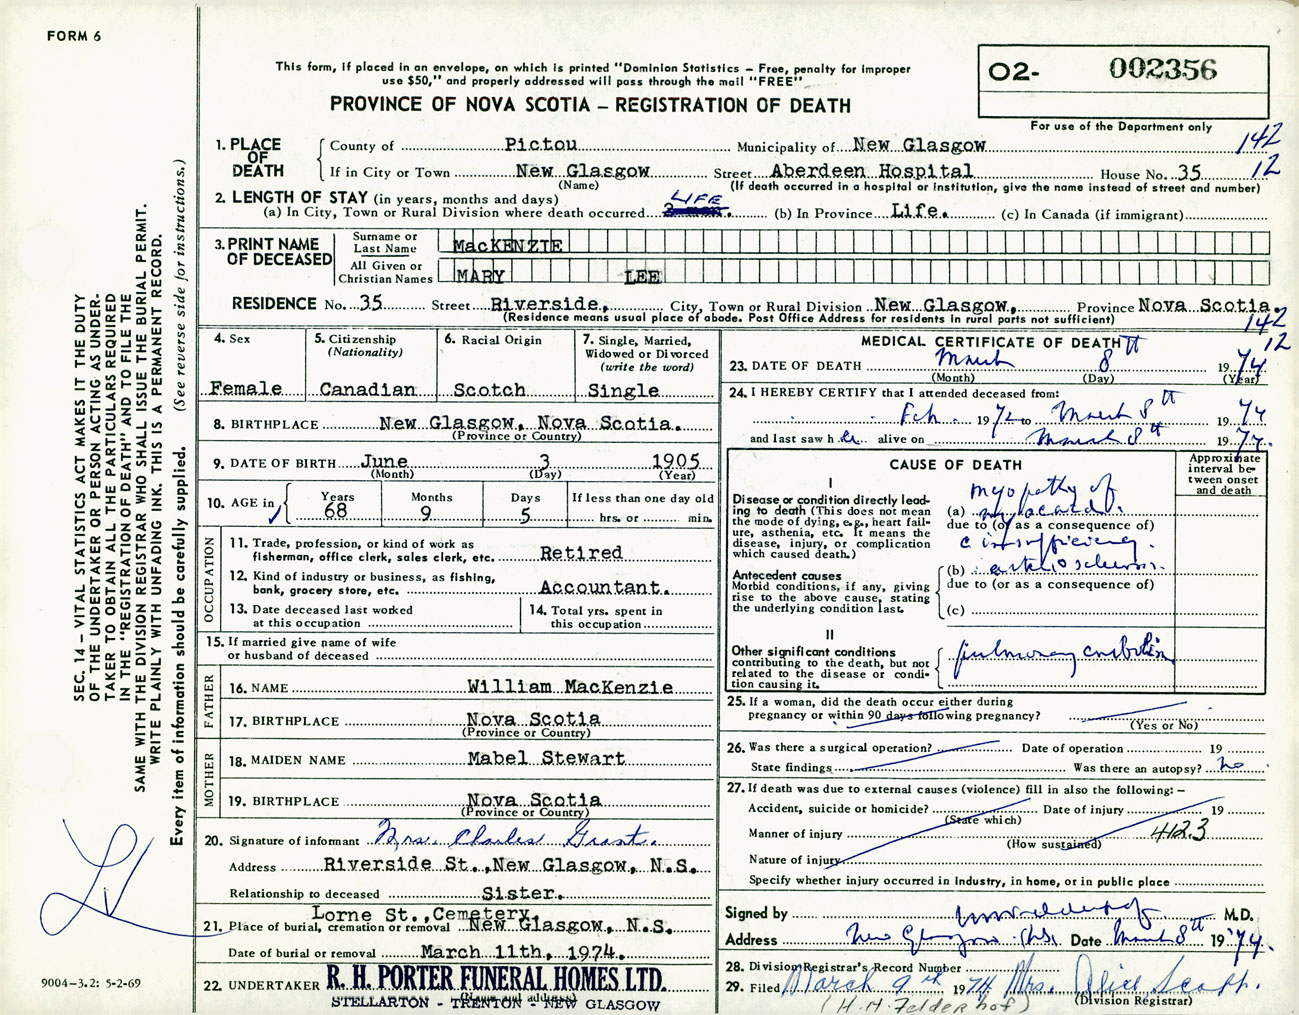 FORM 6
This form, if placed in an envelope, on which is printed "Dominion Statistics – Free, penalty for improper
use $50," and properly addressed will pass through the mail "FREE"
PROVINCE OF NOVA SCOTIA – REGISTRATION OF DEATH
02- 002356
For use of the Department only
142
12
1. PLACE OF DEATH
County of Pictou Municipality of New Glasgow
If in City or Town New Glasgow Street Aberdeen Hospital House No. 35
(Name) (If death occurred in a hospital or institution, give the name instead of street and number)
2. LENGTH OF STAY (in years, months and days)
(a) In City, Town or Rural Division where death occurred LIFE (b) In Province Life. (c) In Canada (if immigrant)
3. PRINT NAME OF DECEASED
Surname or Last Name MacKENZIE
All Given or Christian Names MARY LEE
RESIDENCE No. 35 Street Riverside, City, Town or Rural Division New Glasgow, Province Nova Scotia
(Residence means usual place of abode. Post Office Address for residents in rural parts not sufficient)
142
12
4. Sex Female
5. Citizenship (Nationality) Canadian
6. Racial Origin Scotch
7. Single, Married, Widowed or Divorced (write the word) Single
8. BIRTHPLACE New Glasgow, Nova Scotia.
(Province or Country)
9. DATE OF BIRTH June 3 1905
(Month) (Day) (Year)
10. AGE in Years 68 Months 9 Days 5 If less than one day old hrs. or min.
OCCUPATION
11. Trade, profession, or kind of work as
fisherman, office clerk, sales clerk, etc. Retired
12. Kind of industry or business, as fishing,
bank, grocery store, etc. Accountant.
13. Date deceased last worked
at this occupation
14. Total yrs. spent in
this occupation
15. If married give name of wife
or husband of deceased
FATHER
16. NAME William MacKenzie
17. BIRTHPLACE Nova Scotia
(Province or Country)
MOTHER
18. MAIDEN NAME Mabel Stewart
19. BIRTHPLACE Nova Scotia
(Province or Country)
20. Signature of informant Mrs. Charles Grant.
Address Riverside St., New Glasgow, N.S.
Relationship to deceased Sister.
Lorne St., Cemetery,
21. Place of burial, cremation or removal New Glasgow, N.S.
Date of burial or removal March 11th, 1974.
22. UNDERTAKER R. H. PORTER FUNERAL HOMES LTD.
(Name and address)
STELLARTON - TRENTON - NEW GLASGOW
MEDICAL CERTIFICATE OF DEATH
23. DATE OF DEATH March 8th 1974
(Month) (Day) (Year)
24. I HEREBY CERTIFY that I attended deceased from:
Feb 1972 to March 8th 1974
and last saw her alive on March 8th 1974.
CAUSE OF DEATH
Approximate interval between onset and death
I
Disease or condition directly leading to death (This does not mean the mode of dying, e.g., heart failure, asthenia, etc. It means the disease, injury, or complication which caused death.)
(a) myopathy of myocard.
due to (or as a consequence of)
c insufficiency.
Antecedent causes
Morbid conditions, if any, giving rise to the above cause, stating the underlying condition last.
(b) arteriosclerosis.
due to (or as a consequence of)
(c)
II
Other significant conditions
contributing to the death, but not related to the disease or condition causing it.
pulmonary embolism
25. If a woman, did the death occur either during
pregnancy or within 90 days following pregnancy?
(Yes or No)
26. Was there a surgical operation? Date of operation 19
State findings Was there an autopsy? no
27. If death was due to external causes (violence) fill in also the following: –
Accident, suicide or homicide? Date of injury 19
(State which)
Manner of injury 412.3
(How sustained)
Nature of injury
Specify whether injury occurred in Industry, in home, or in public place
Signed by M.D.
Address New Glasgow N.S. Date March 8th 1974.
28. Division Registrar's Record Number
29. Filed March 9th 1974 Mrs. Alice Scopp.
(Division Registrar)
(H.H. Felderhof)
SEC. 14 – VITAL STATISTICS ACT MAKES IT THE DUTY
OF THE UNDERTAKER OR PERSON ACTING AS UNDER-
TAKER TO OBTAIN ALL THE PARTICULARS REQUIRED
IN THE "REGISTRATION OF DEATH" AND TO FILE THE
SAME WITH THE DIVISION REGISTRAR WHO SHALL ISSUE THE BURIAL PERMIT.
WRITE PLAINLY WITH UNFADING INK. THIS IS A PERMANENT RECORD.
Every item of information should be carefully supplied. (See reverse side for instructions.)
9004-3.2: 5-2-69